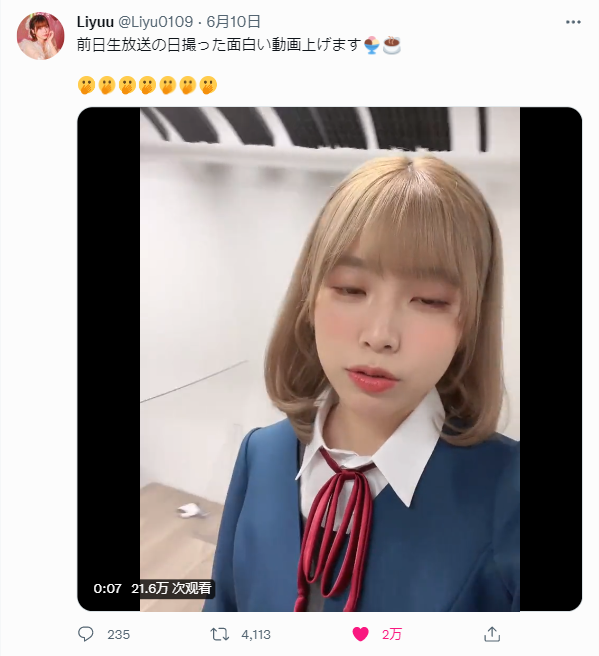 Liyuu @Liyu0109 · 6月10日
前日生放送の日撮った面白い動画上げます🍨☕
🫢🫢🫢🫢🫢🫢🫢
0:07 21.6万 次观看
235 4,113 2万